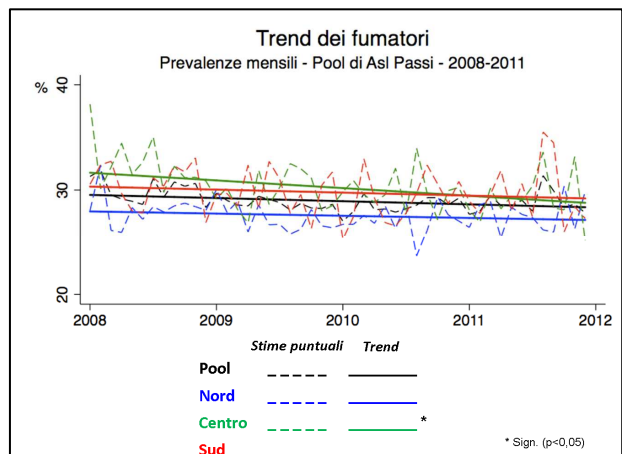 Trend dei fumatori
Prevalenze mensili - Pool di Asl Passi - 2008-2011
%
40
30
20
2008 2009 2010 2011 2012
Stime puntuali Trend
Pool
Nord
Centro *
Sud
* Sign. (p<0,05)